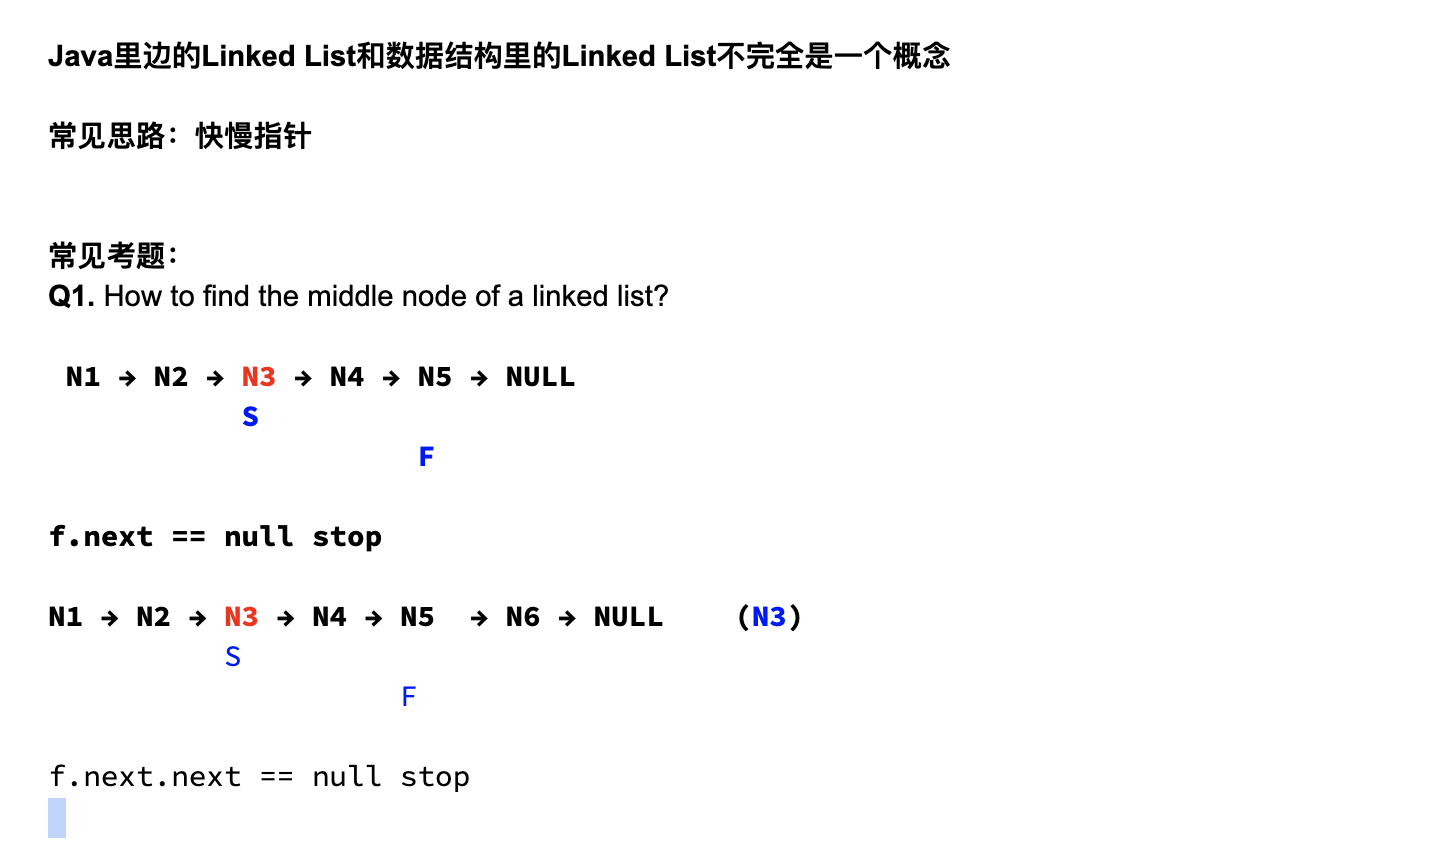 Java里边的Linked List和数据结构里的Linked List不完全是一个概念
常见思路：快慢指针
常见考题：
Q1. How to find the middle node of a linked list?
N1 → N2 → N3 → N4 → N5 → NULL
S
F
f.next == null stop
N1 → N2 → N3 → N4 → N5 → N6 → NULL (N3)
S
F
f.next.next == null stop